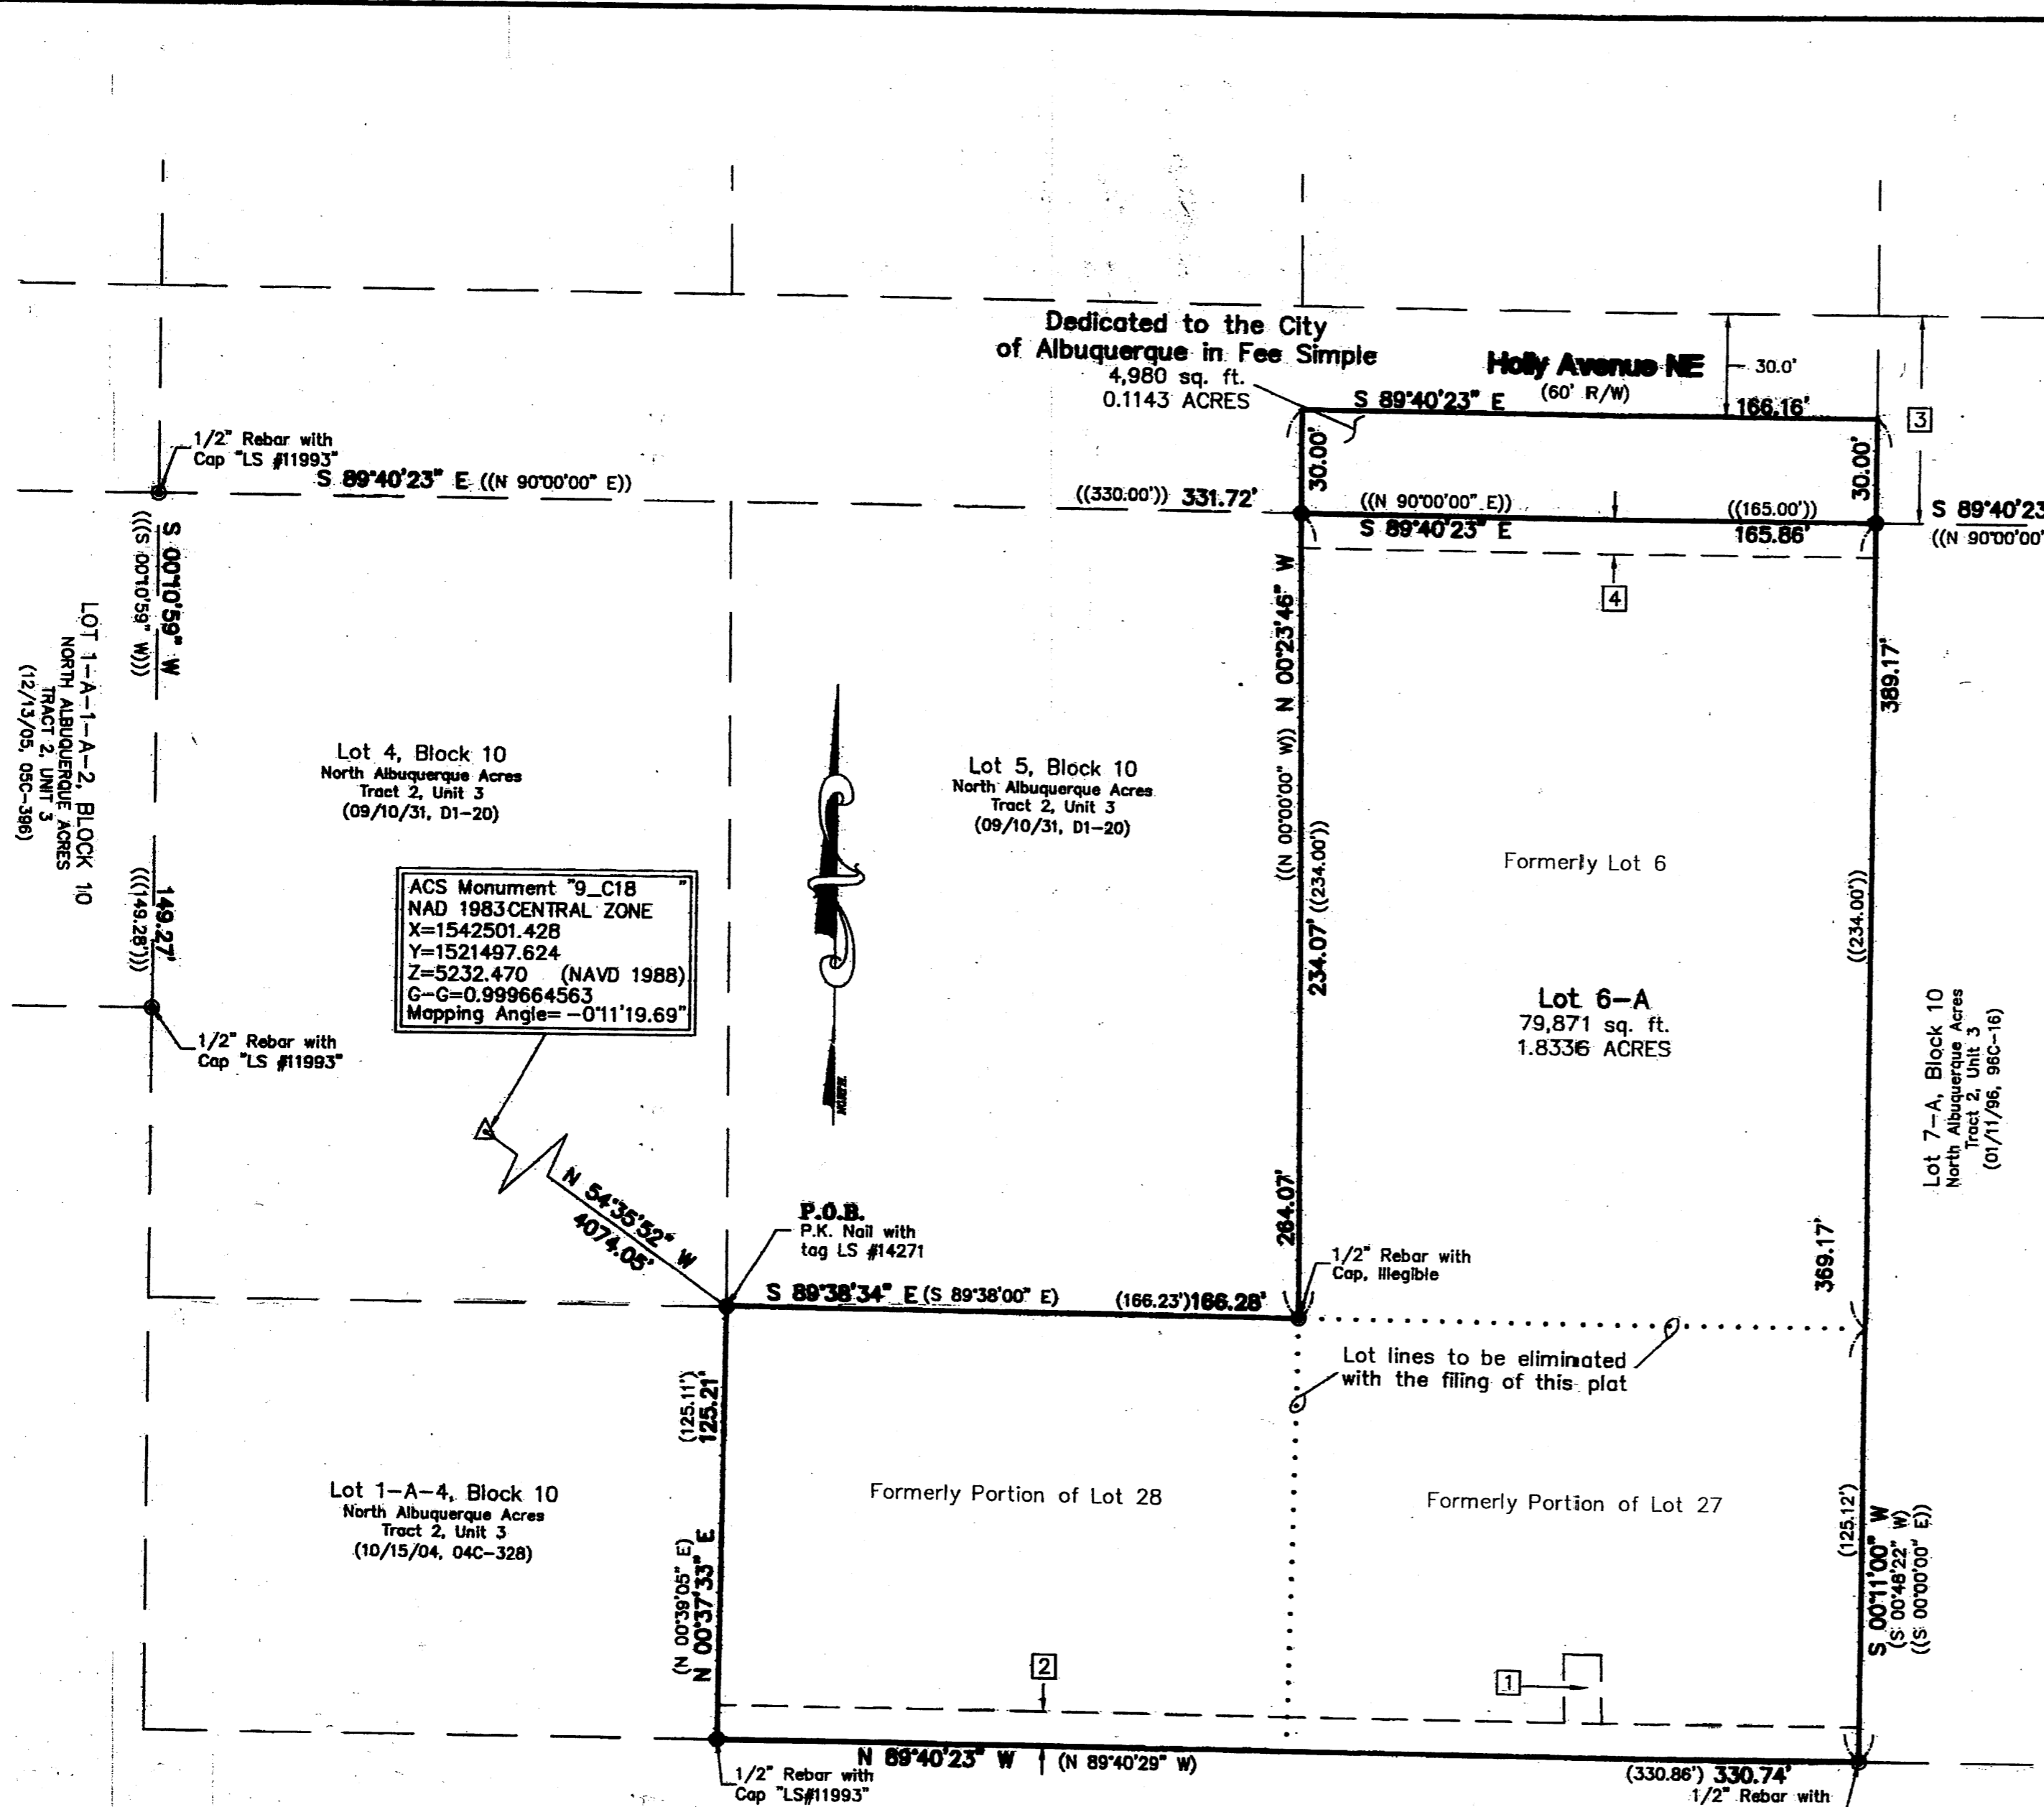 Dedicated to the City
of Albuquerque in Fee Simple
4,980 sq. ft.
0.1143 ACRES
Holly Avenue NE
(60' R/W)
30.0'
S 89°40'23" E
166.16'
3
30.00'
30.00'
1/2" Rebar with
Cap "LS #11993"
S 89°40'23" E ((N 90°00'00" E))
((330.00')) 331.72'
((N 90°00'00" E))
((165.00'))
S 89°40'23" E
165.86'
S 89°40'23
((N 90°00'00"
4
S 00°10'59" W
(((S 00°10'59" W)))
149.27'
(((149.28')))
LOT 1-A-1-A-2, BLOCK 10
NORTH ALBUQUERQUE ACRES
TRACT 2, UNIT 3
(12/13/05, 05C-396)
Lot 4, Block 10
North Albuquerque Acres
Tract 2, Unit 3
(09/10/31, D1-20)
Lot 5, Block 10
North Albuquerque Acres
Tract 2, Unit 3
(09/10/31, D1-20)
((N 00°00'00" W)) N 00°23'46" W
234.07' ((234.00'))
264.07'
Formerly Lot 6
389.17'
((234.00'))
369.17'
Lot 6-A
79,871 sq. ft.
1.8336 ACRES
Lot 7-A, Block 10
North Albuquerque Acres
Tract 2, Unit 3
(01/11/96, 96C-16)
ACS Monument "9_C18 "
NAD 1983 CENTRAL ZONE
X=1542501.428
Y=1521497.624
Z=5232.470 (NAVD 1988)
G-G=0.999664563
Mapping Angle= -0°11'19.69"
NORTH
1/2" Rebar with
Cap "LS #11993"
N 54°35'52" W
4074.05'
P.O.B.
P.K. Nail with
tag LS #14271
1/2" Rebar with
Cap, Illegible
S 89°38'34" E (S 89°38'00" E)
(166.23') 166.28'
Lot lines to be eliminated
with the filing of this plat
(125.11')
125.21'
(N 00°39'05" E)
N 00°37'33" E
Lot 1-A-4, Block 10
North Albuquerque Acres
Tract 2, Unit 3
(10/15/04, 04C-328)
Formerly Portion of Lot 28
Formerly Portion of Lot 27
(125.12')
S 00°11'00" W
(S 00°48'22" W)
((S 00°00'00" E))
2
1
N 89°40'23" W (N 89°40'29" W)
(330.86') 330.74'
1/2" Rebar with
Cap "LS#11993"
1/2" Rebar with